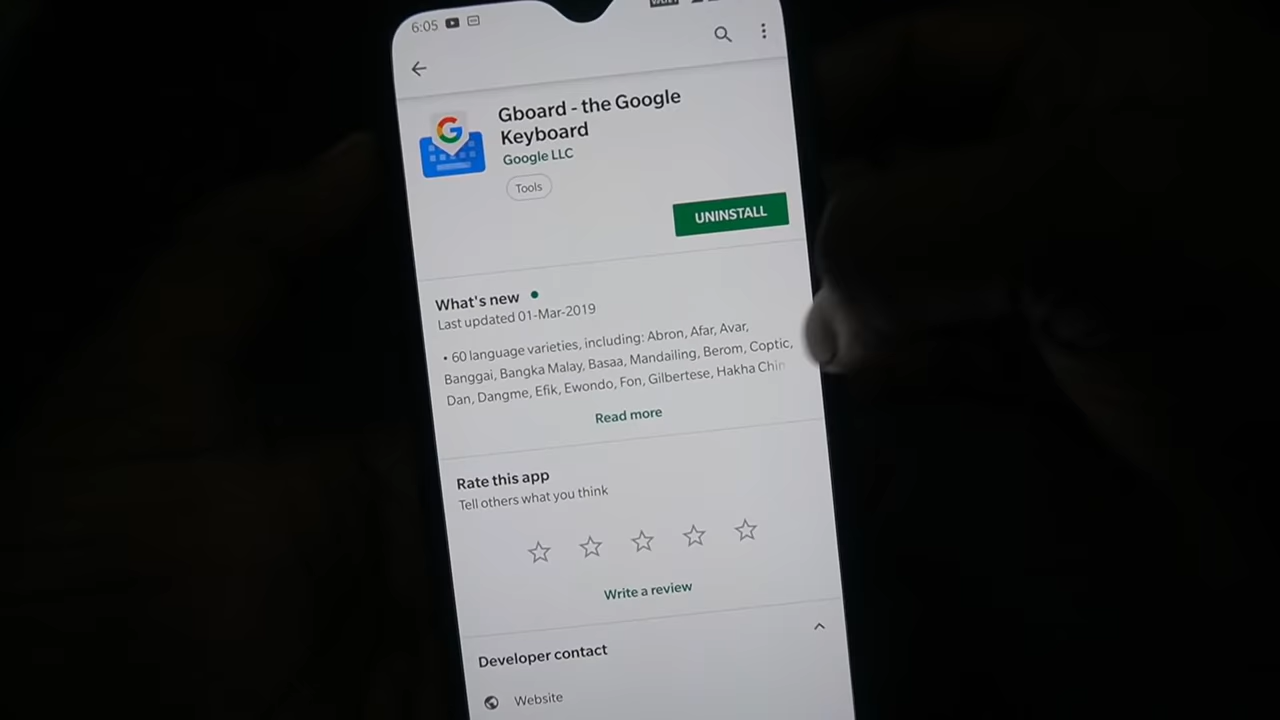 6:05
Gboard - the Google
Keyboard
Google LLC
Tools
UNINSTALL
What's new
Last updated 01-Mar-2019
• 60 language varieties, including: Abron, Afar, Avar,
Banggai, Bangka Malay, Basaa, Mandailing, Berom, Coptic,
Dan, Dangme, Efik, Ewondo, Fon, Gilbertese, Hakha Chin
Read more
Rate this app
Tell others what you think
Write a review
Developer contact
Website